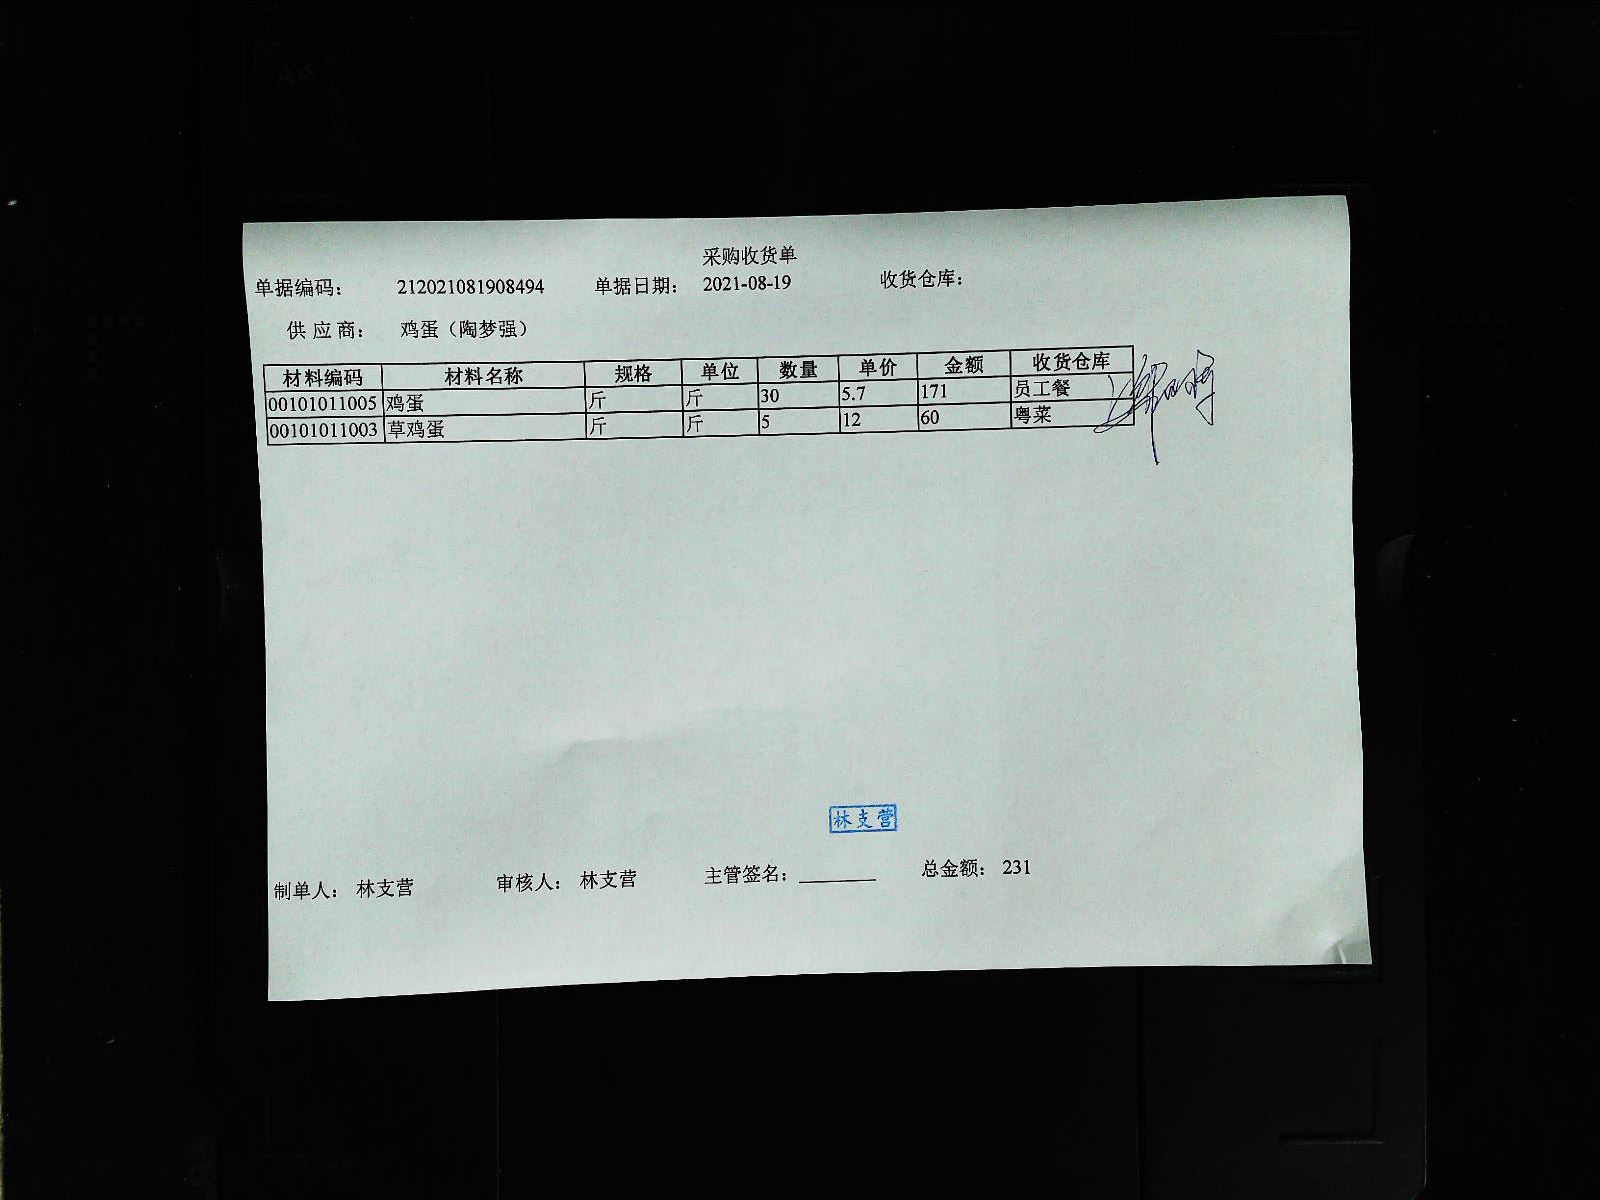 采购收货单
单据编码： 212021081908494 单据日期： 2021-08-19 收货仓库：
供 应 商： 鸡蛋（陶梦强）
材料编码 材料名称 规格 单位 数量 单价 金额 收货仓库
00101011005 鸡蛋 斤 斤 30 5.7 171 员工餐
00101011003 草鸡蛋 斤 斤 5 12 60 粤菜
林支营
制单人： 林支营 审核人： 林支营 主管签名： 总金额： 231